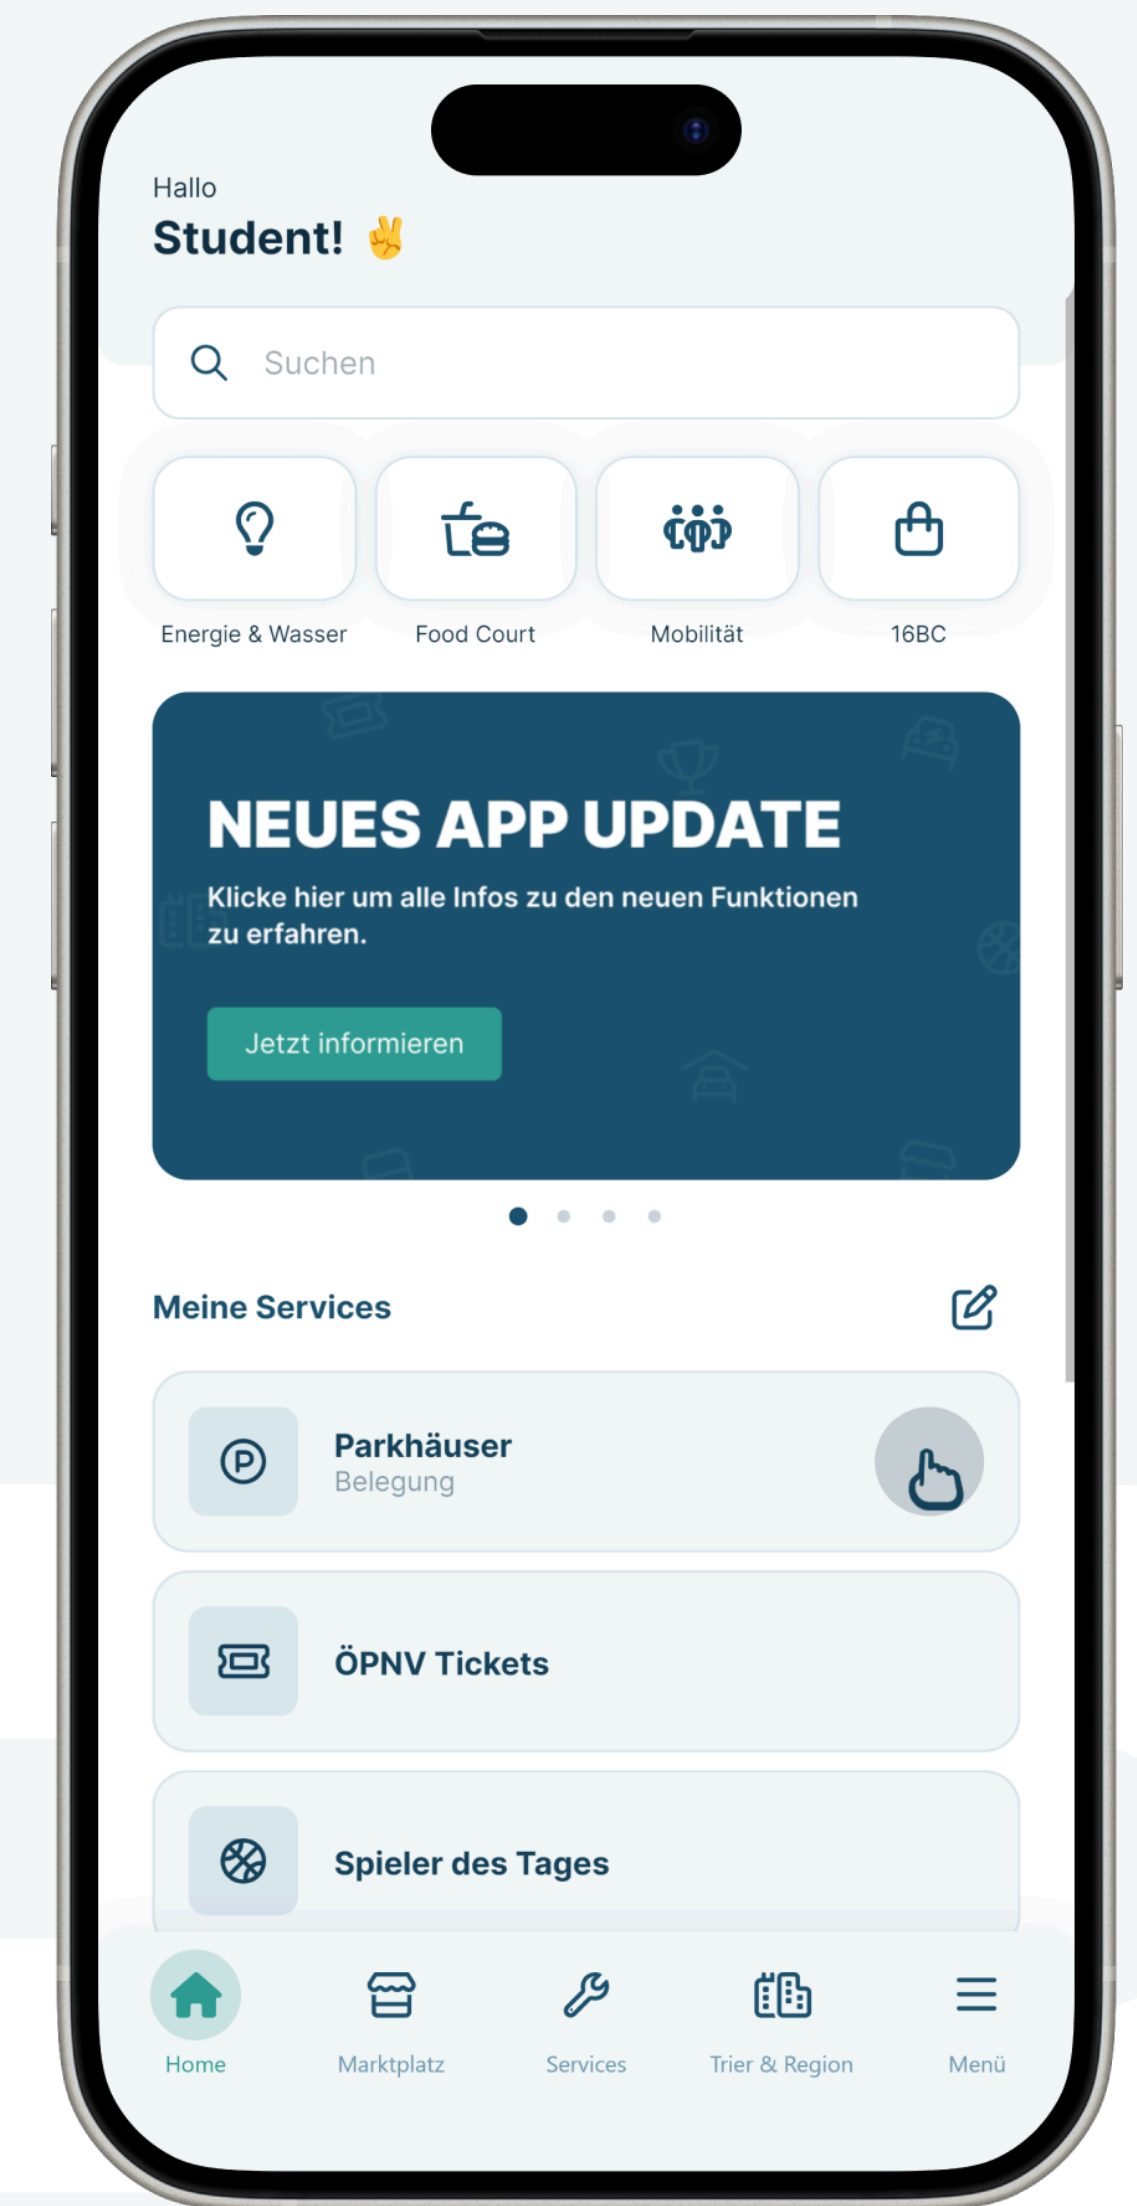 Hallo
Student! ✌️
Suchen
Energie & Wasser
Food Court
Mobilität
16BC
NEUES APP UPDATE
Klicke hier um alle Infos zu den neuen Funktionen
zu erfahren.
Jetzt informieren
Meine Services
Parkhäuser
Belegung
ÖPNV Tickets
Spieler des Tages
Home
Marktplatz
Services
Trier & Region
Menü